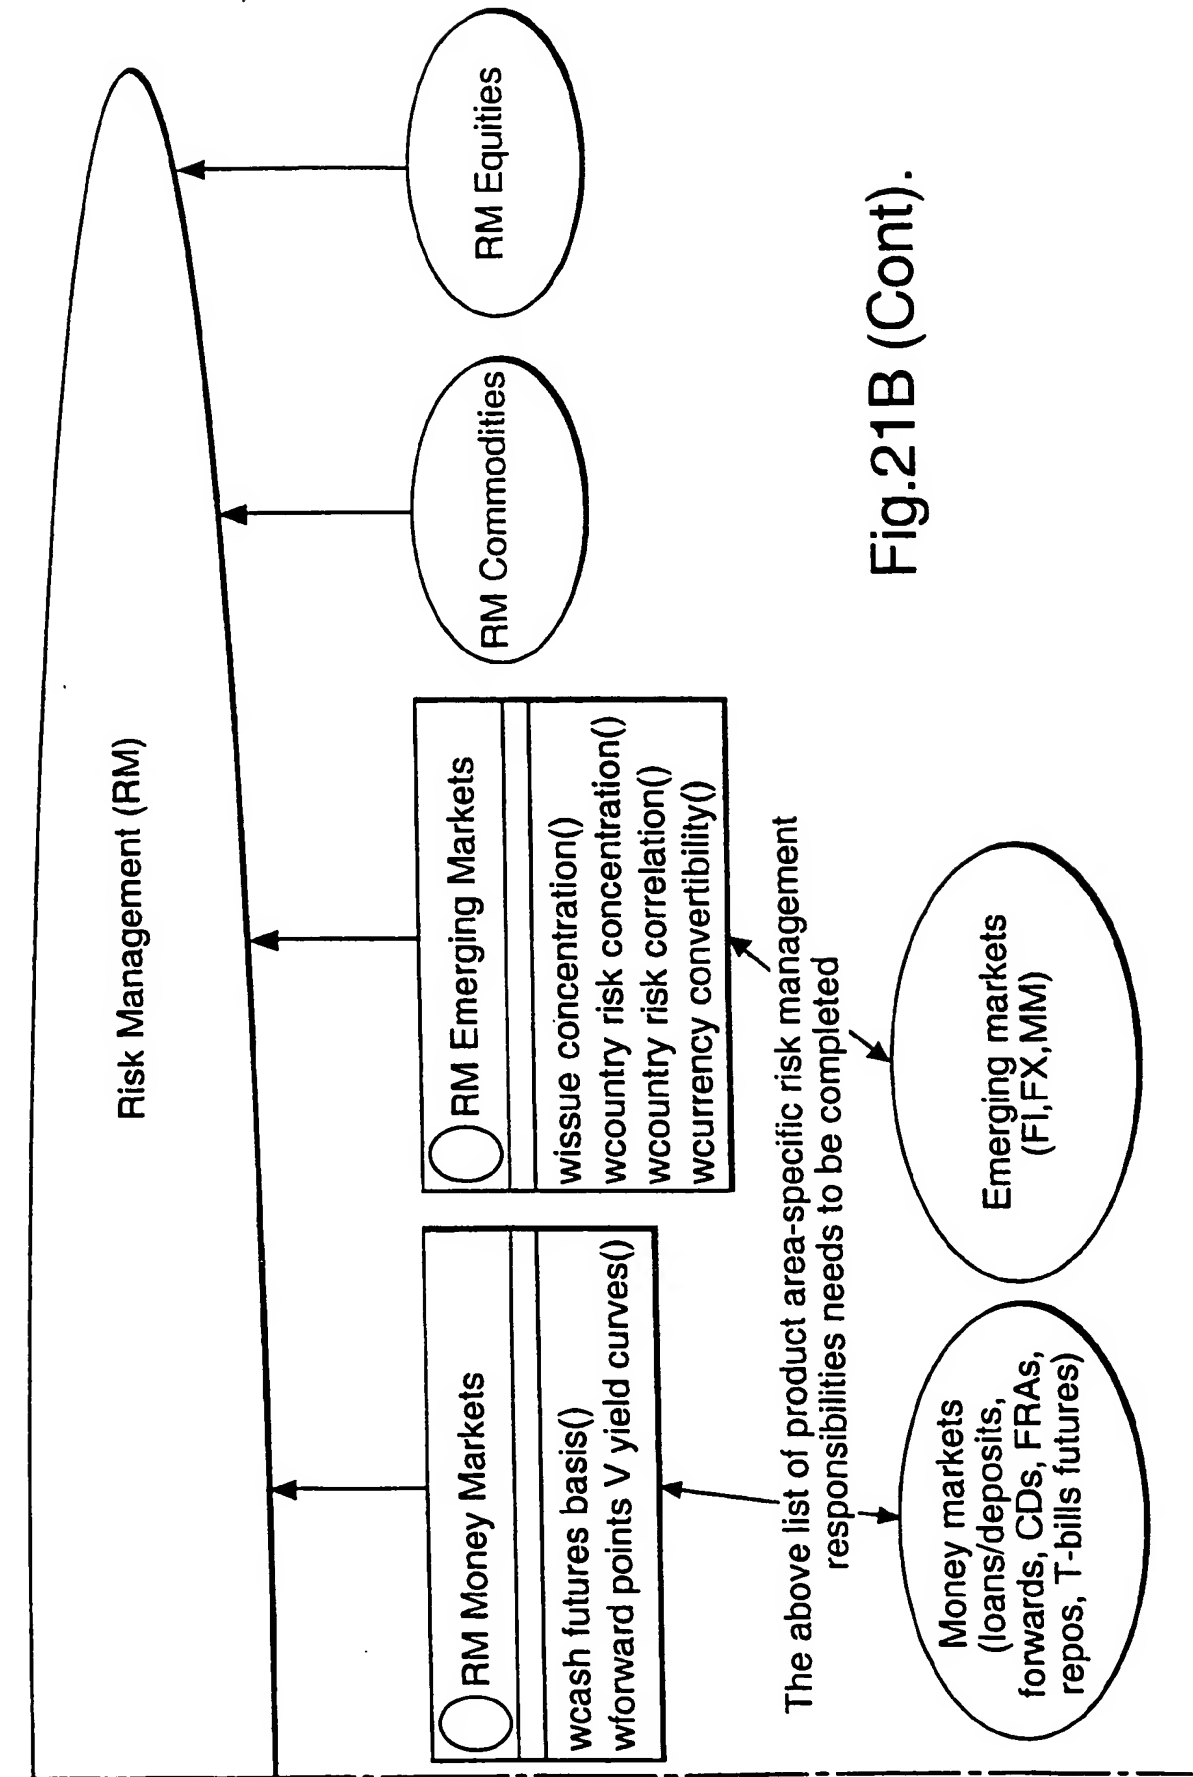 Risk Management (RM)
RM Money Markets
wcash futures basis()
wforward points V yield curves()
RM Emerging Markets
wissue concentration()
wcountry risk concentration()
wcountry risk correlation()
wcurrency convertibility()
RM Commodities
RM Equities
The above list of product area-specific risk management
responsibilities needs to be completed
Money markets
(loans/deposits,
forwards, CDs, FRAs,
repos, T-bills futures)
Emerging markets
(FI,FX,MM)
Fig.21B (Cont).